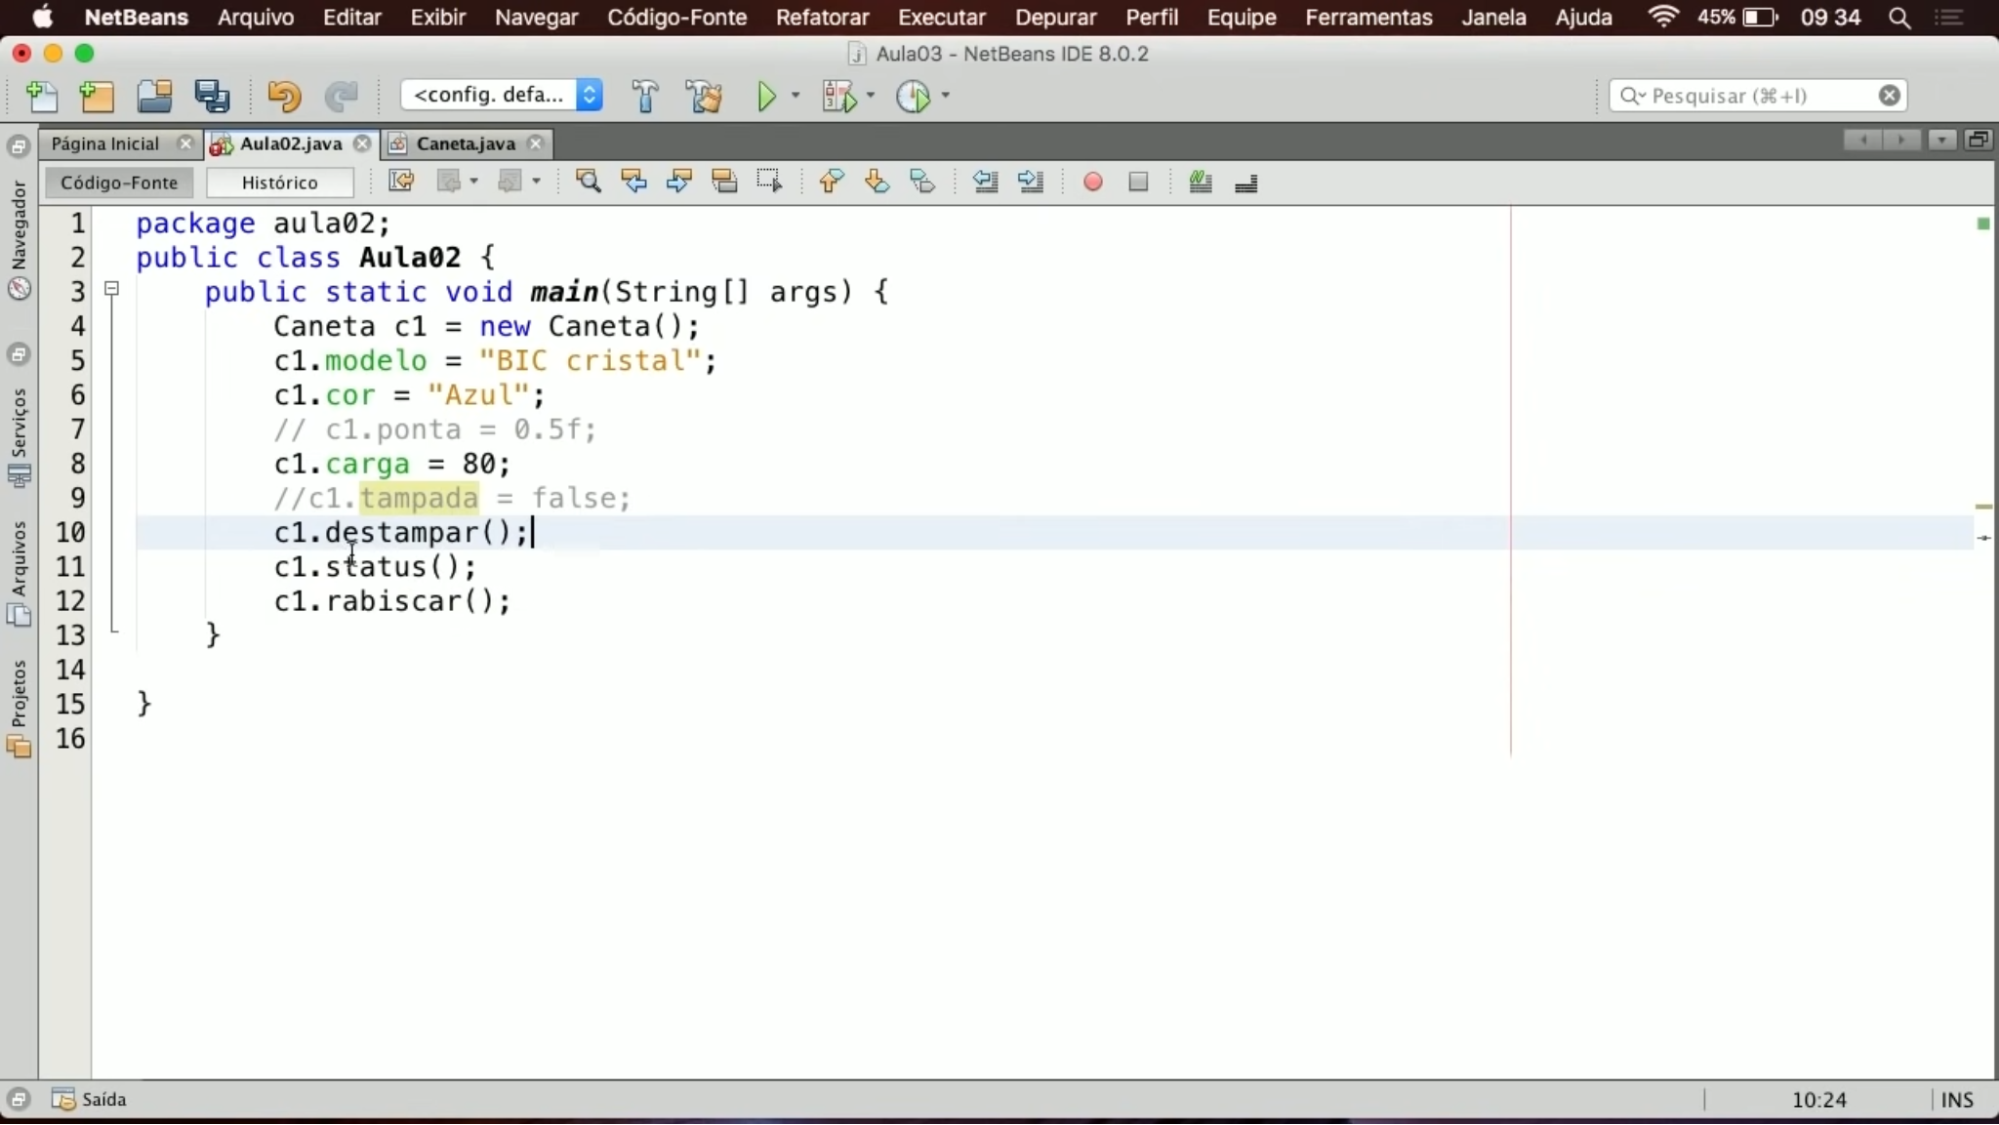 NetBeans Arquivo Editar Exibir Navegar Código-Fonte Refatorar Executar Depurar Perfil Equipe Ferramentas Janela Ajuda 45% 09 34
Aula03 - NetBeans IDE 8.0.2
<config. defa... Pesquisar (⌘+I)
Página Inicial Aula02.java Caneta.java
Código-Fonte Histórico
Navegador
Serviços
Arquivos
Projetos
1 package aula02;
2 public class Aula02 {
3 public static void main(String[] args) {
4 Caneta c1 = new Caneta();
5 c1.modelo = "BIC cristal";
6 c1.cor = "Azul";
7 // c1.ponta = 0.5f;
8 c1.carga = 80;
9 //c1.tampada = false;
10 c1.destampar();
11 c1.status();
12 c1.rabiscar();
13 }
14
15 }
16
Saída 10:24 INS